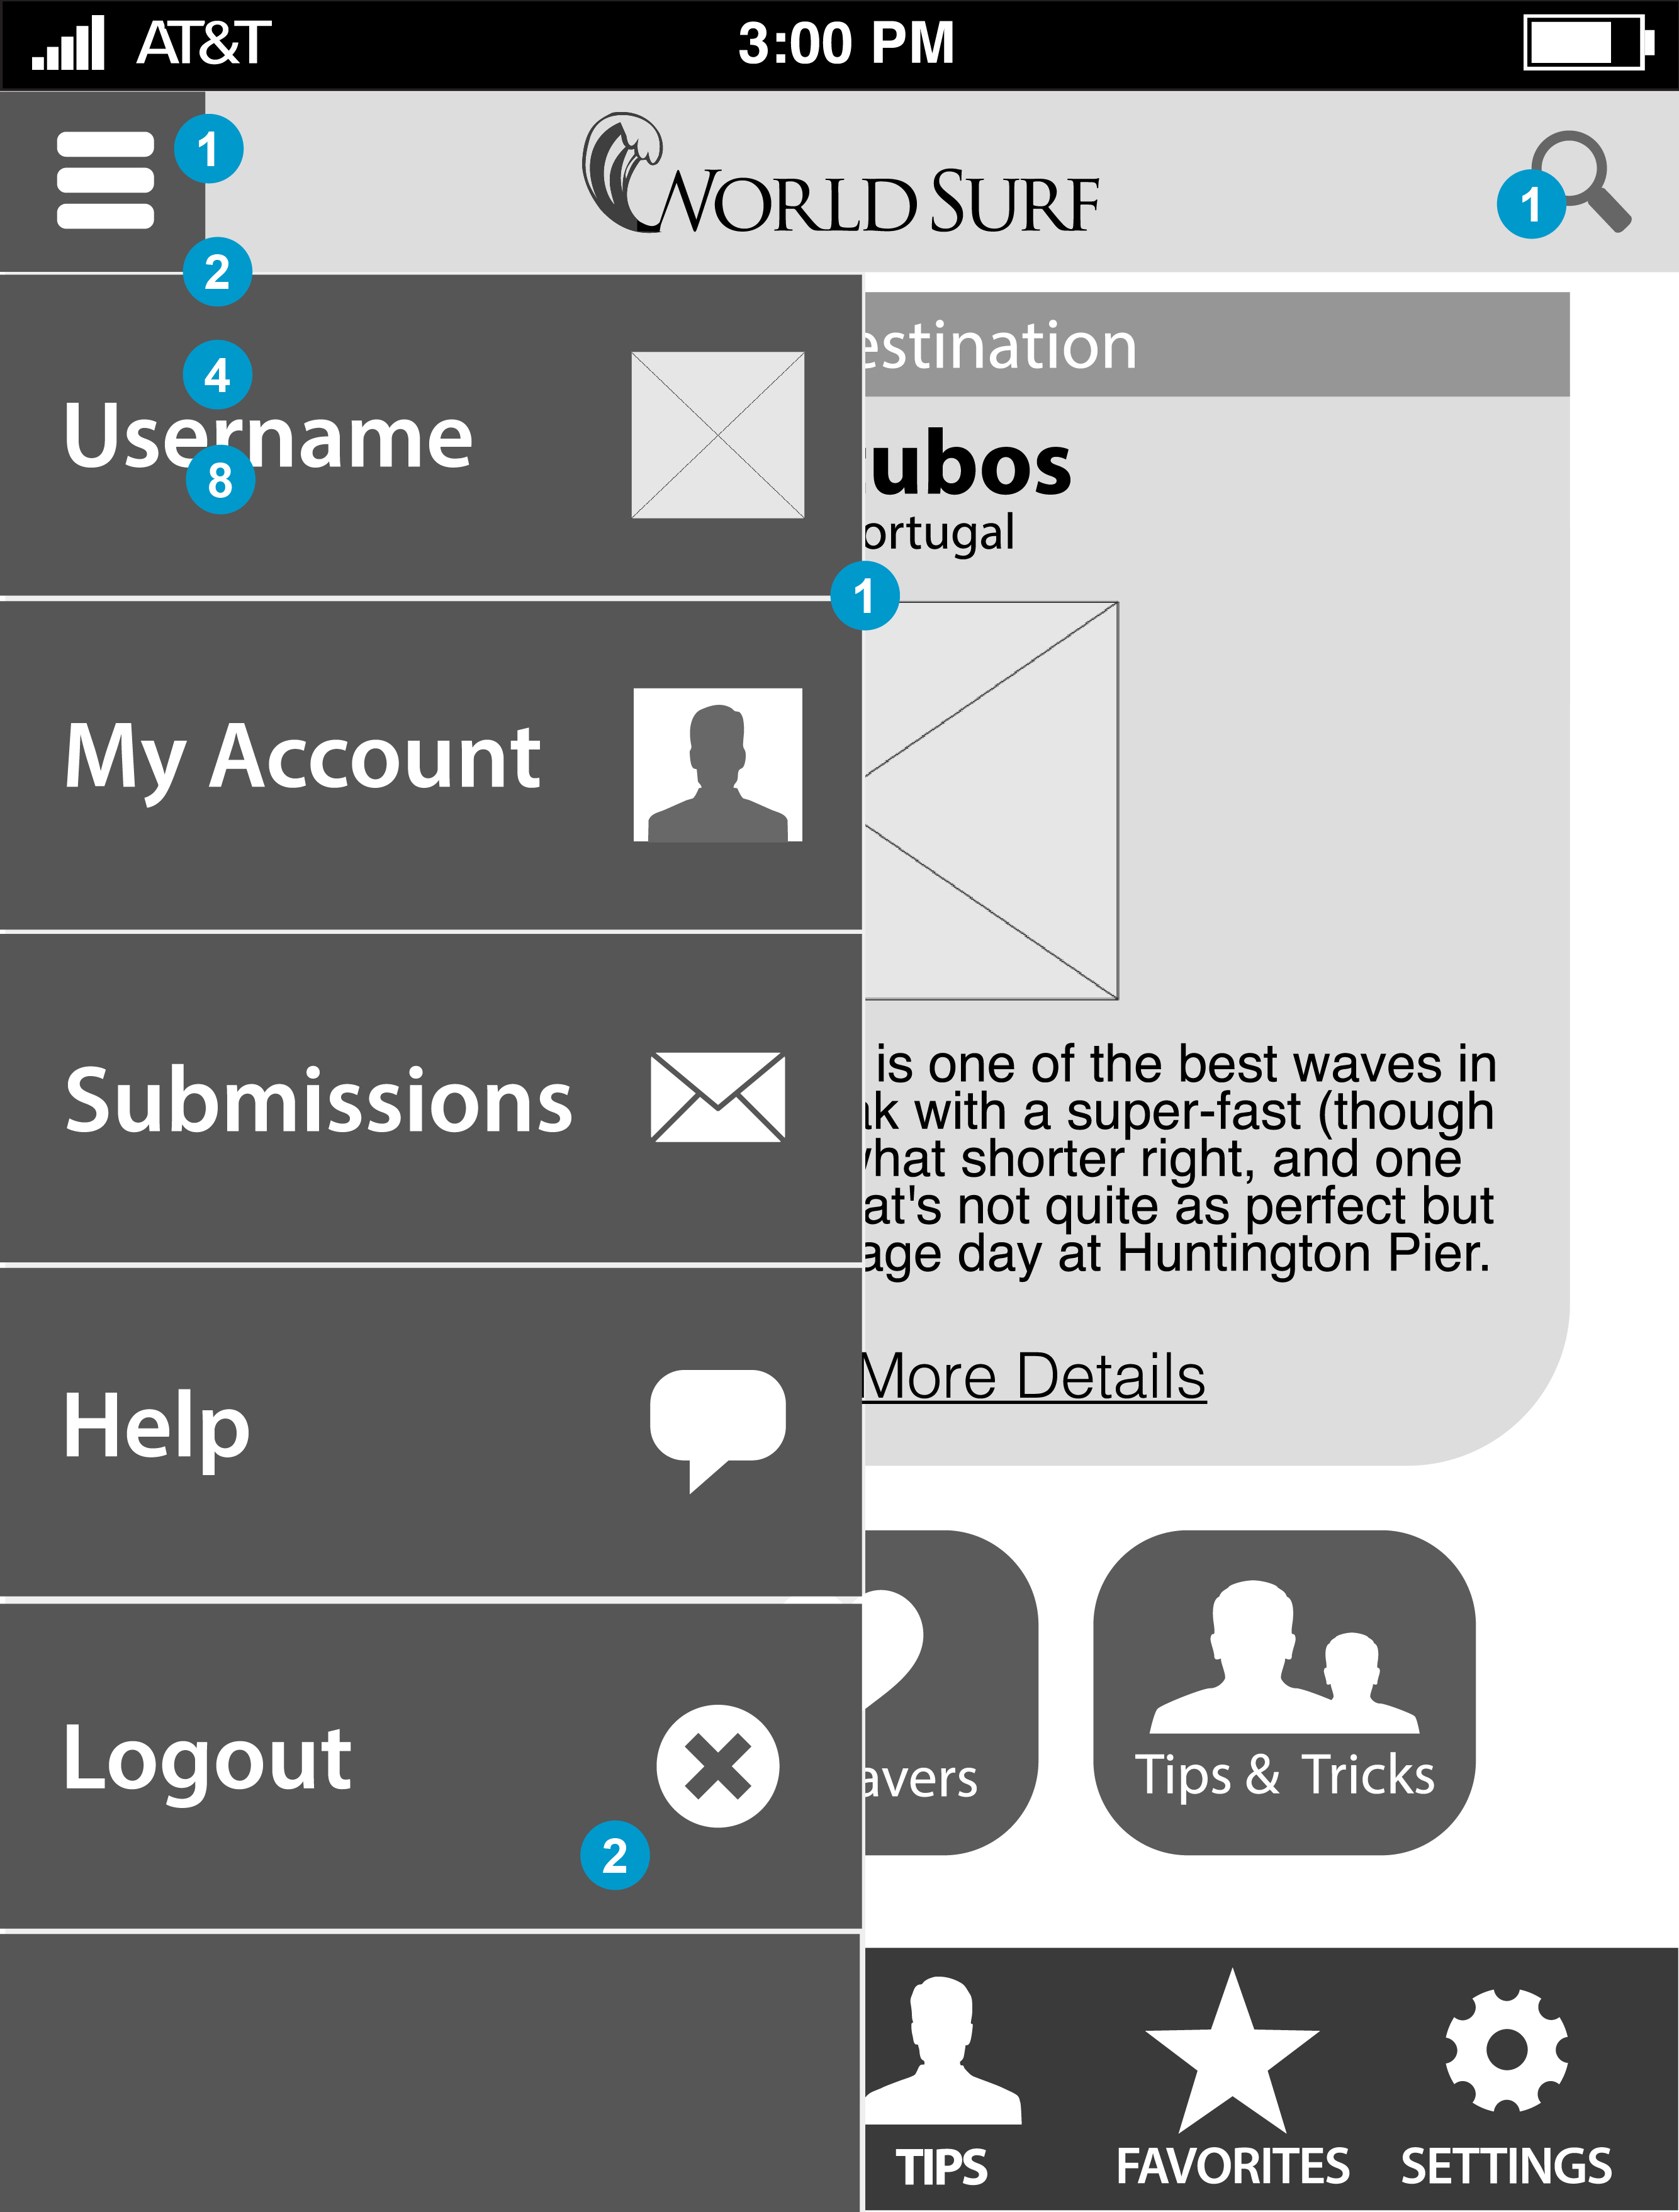 AT&T 3:00 PM
1
WORLD SURF
1
2
estination
4
Username
8
ubos
ortugal
1
My Account
is one of the best waves in
k with a super-fast (though
Submissions
hat shorter right, and one
at's not quite as perfect but
age day at Huntington Pier.
More Details
Help
Logout
avers
Tips & Tricks
2
TIPS
FAVORITES
SETTINGS